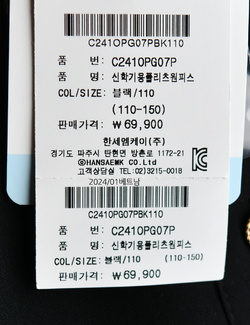 C241OPG07PBK110
품 번: C241OPG07P
품 명: 신학기용플리츠원피스
COL/SIZE: 블랙/110
(110-150)
판매가격: ₩69,900
한세엠케이(주)
경기도 파주시 탄현면 방촌로 1172-21
ⓗHANSAEMK CO.,Ltd
고객상담실 TEL:02)3215-0018
2024/01베트남
C241OPG07PBK110
품 번: C241OPG07P
품 명: 신학기용플리츠원피스
COL/SIZE: 블랙/110 (110-150)
판매가격: ₩69,900